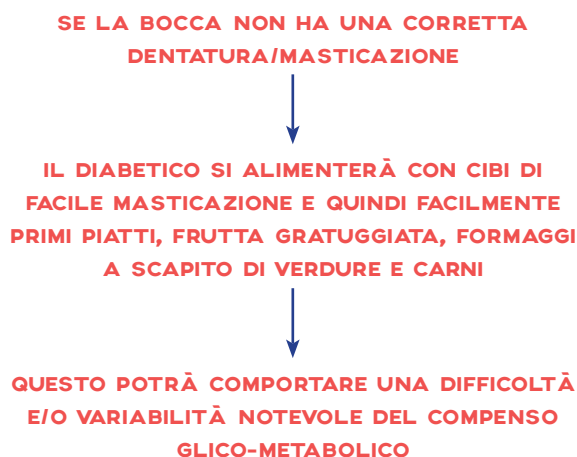 SE LA BOCCA NON HA UNA CORRETTA
DENTATURA/MASTICAZIONE
IL DIABETICO SI ALIMENTERÀ CON CIBI DI
FACILE MASTICAZIONE E QUINDI FACILMENTE
PRIMI PIATTI, FRUTTA GRATUGGIATA, FORMAGGI
A SCAPITO DI VERDURE E CARNI
QUESTO POTRÀ COMPORTARE UNA DIFFICOLTÀ
E/O VARIABILITÀ NOTEVOLE DEL COMPENSO
GLICO-METABOLICO